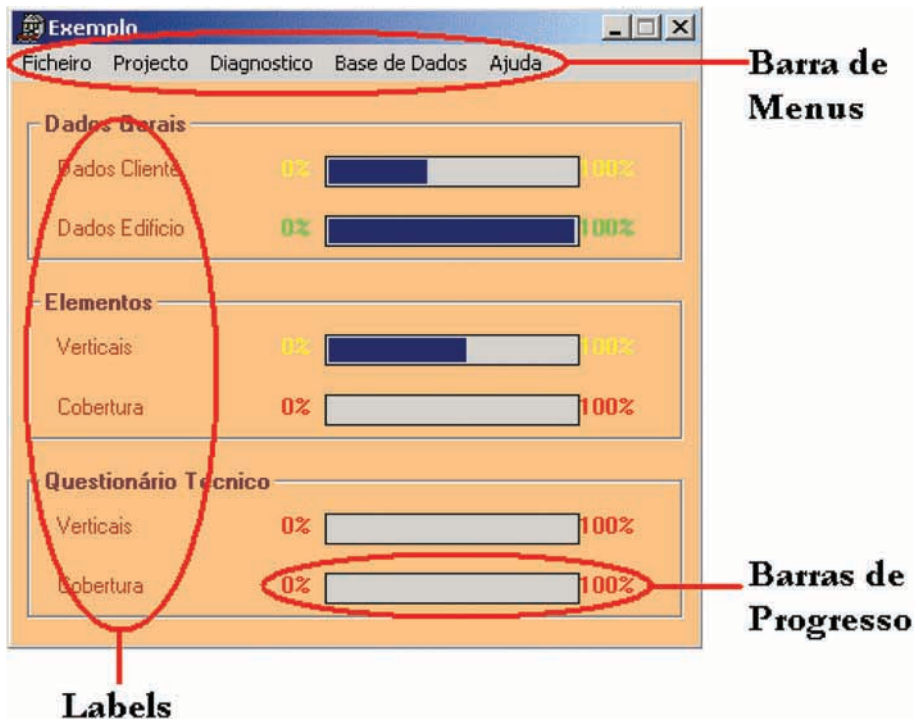 Exemplo
Ficheiro Projecto Diagnostico Base de Dados Ajuda
Barra de
Menus
Dados Gerais
Dados Cliente 0% 100%
Dados Edificio 0% 100%
Elementos
Verticais 0% 100%
Cobertura 0% 100%
Questionário Técnico
Verticais 0% 100%
Cobertura 0% 100%
Barras de
Progresso
Labels